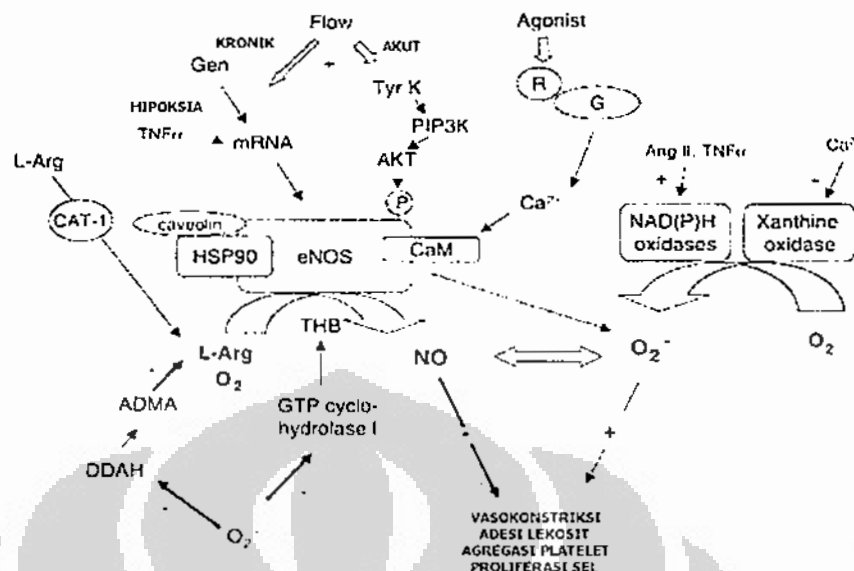 Flow
KRONIK
AKUT
Agonist
Gen
+
Tyr K
R
G
HIPOKSIA
TNFα
mRNA
PIP3K
AKT
L-Arg
Ang II, TNFα
+
P
Ca²⁺
CAT-1
caveolin
NAD(P)H
oxidases
Xanthine
oxidase
HSP90
eNOS
CaM
THB
L-Arg
O₂
NO
O₂⁻
O₂
ADMA
GTP cyclo-
hydrolase I
+
DDAH
O₂⁻
VASOKONSTRIKSI
ADESI LEKOSIT
AGREGASI PLATELET
PROLIFERASI SEL